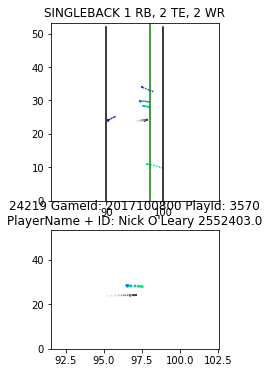 SINGLEBACK 1 RB, 2 TE, 2 WR
50
40
30
20
10
0
90
100
24219 GameId: 2017100800 PlayId: 3570
PlayerName + ID: Nick O'Leary 2552403.0
40
20
0
92.5 95.0 97.5 100.0 102.5